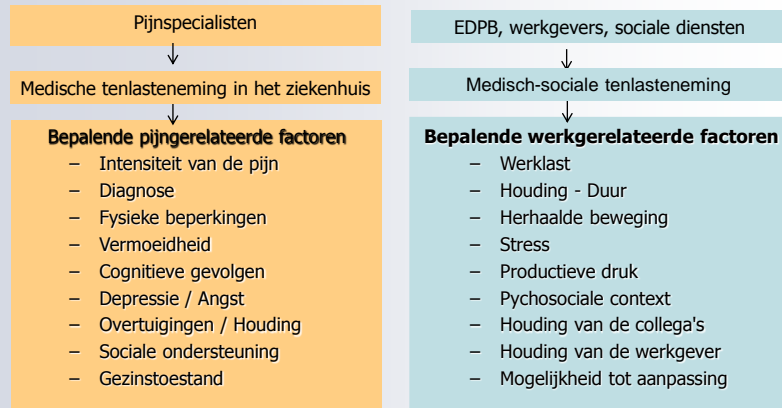 Pijnspecialisten
Medische tenlasteneming in het ziekenhuis
Bepalende pijngerelateerde factoren
– Intensiteit van de pijn
– Diagnose
– Fysieke beperkingen
– Vermoeidheid
– Cognitieve gevolgen
– Depressie / Angst
– Overtuigingen / Houding
– Sociale ondersteuning
– Gezinstoestand
EDPB, werkgevers, sociale diensten
Medisch-sociale tenlasteneming
Bepalende werkgerelateerde factoren
– Werklast
– Houding - Duur
– Herhaalde beweging
– Stress
– Productieve druk
– Pychosociale context
– Houding van de collega's
– Houding van de werkgever
– Mogelijkheid tot aanpassing